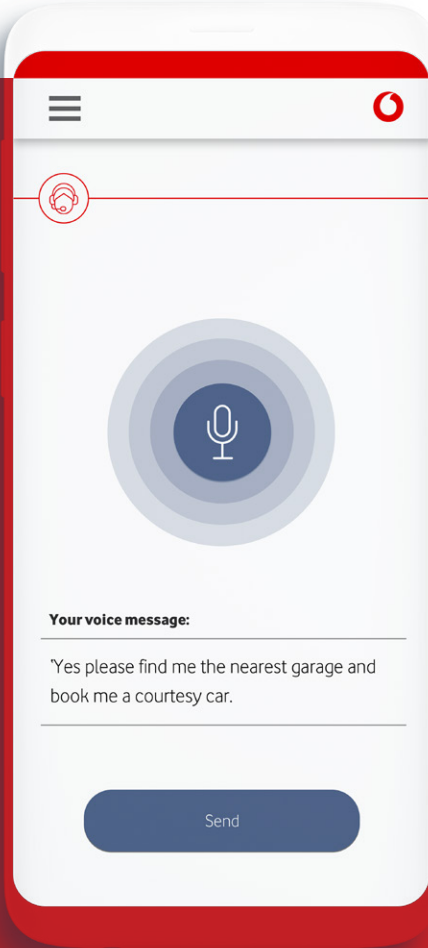 Your voice message:
'Yes please find me the nearest garage and
book me a courtesy car.
Send